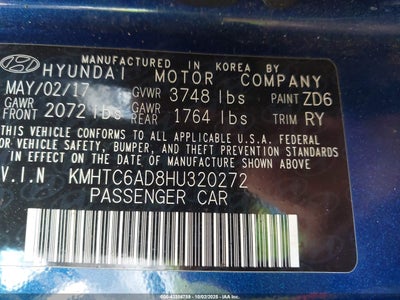 MANUFACTURED IN KOREA BY
HYUNDAI MOTOR COMPANY
MAY/02/17 GVWR 3748 lbs PAINT ZD6
GAWR FRONT 2072 lbs GAWR REAR 1764 lbs TRIM RY
THIS VEHICLE CONFORMS TO ALL APPLICABLE U.S.A. FEDERAL
MOTOR VEHICLE SAFETY, BUMPER, AND THEFT PREVENTION STANDARDS
IN EFFECT ON THE DATE OF MANUFACTURE SHOWN ABOVE.
V.I.N KMHTC6AD8HU320272
PASSENGER CAR